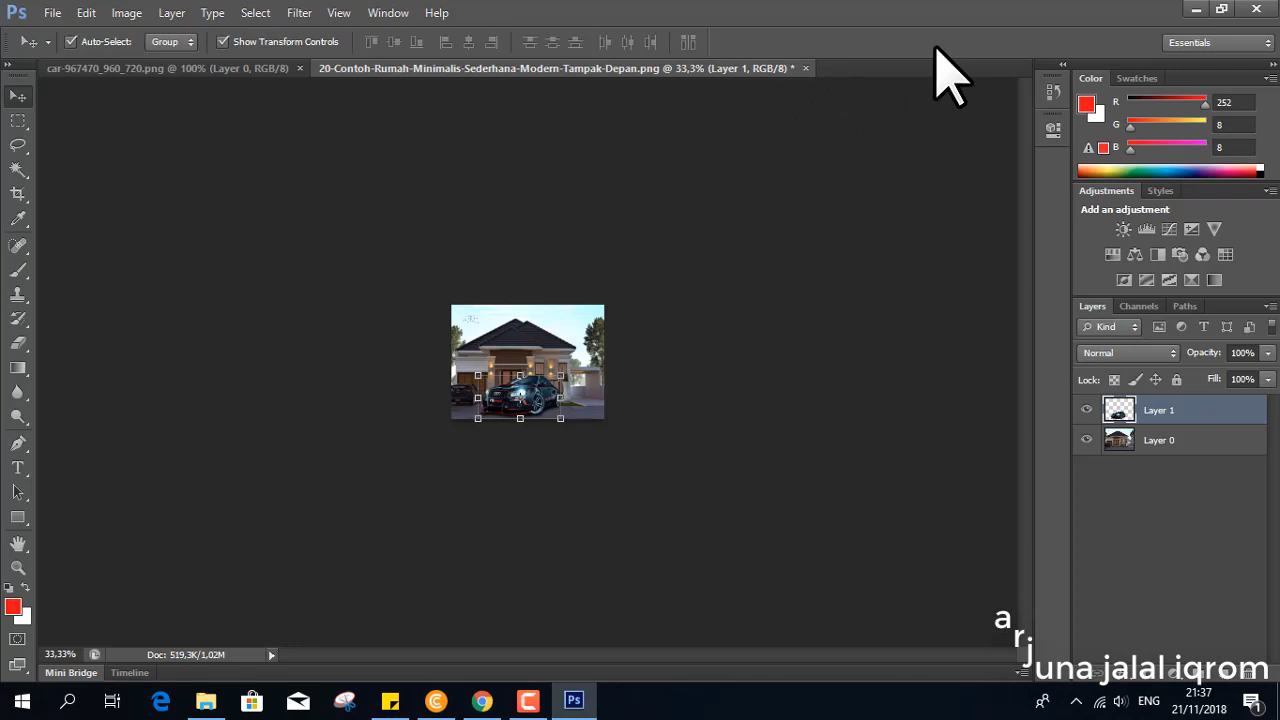 Ps File Edit Image Layer Type Select Filter View Window Help
Auto-Select: Group Show Transform Controls Essentials
car-967470_960_720.png @ 100% (Layer 0, RGB/8) × 20-Contoh-Rumah-Minimalis-Sederhana-Modern-Tampak-Depan.png @ 33,3% (Layer 1, RGB/8) * ×
Color Swatches
R 252
G 8
B 8
Adjustments Styles
Add an adjustment
Layers Channels Paths
Kind
Normal Opacity: 100%
Lock: Fill: 100%
Layer 1
Layer 0
33,33% Doc: 519,3K/1,02M
Mini Bridge Timeline
arjuna jalal iqrom
ENG 21:37
21/11/2018
1